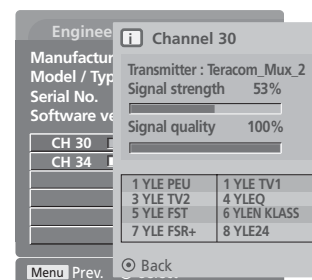 Enginee
Channel 30
Manufactur
Model / Typ
Serial No.
Software ve
CH 30
CH 34
Transmitter : Teracom_Mux_2
Signal strength 53%
Signal quality 100%
1 YLE PEU 1 YLE TV1
3 YLE TV2 4 YLEQ
5 YLE FST 6 YLEN KLASS
7 YLE FSR+ 8 YLE24
Back
Menu Prev.